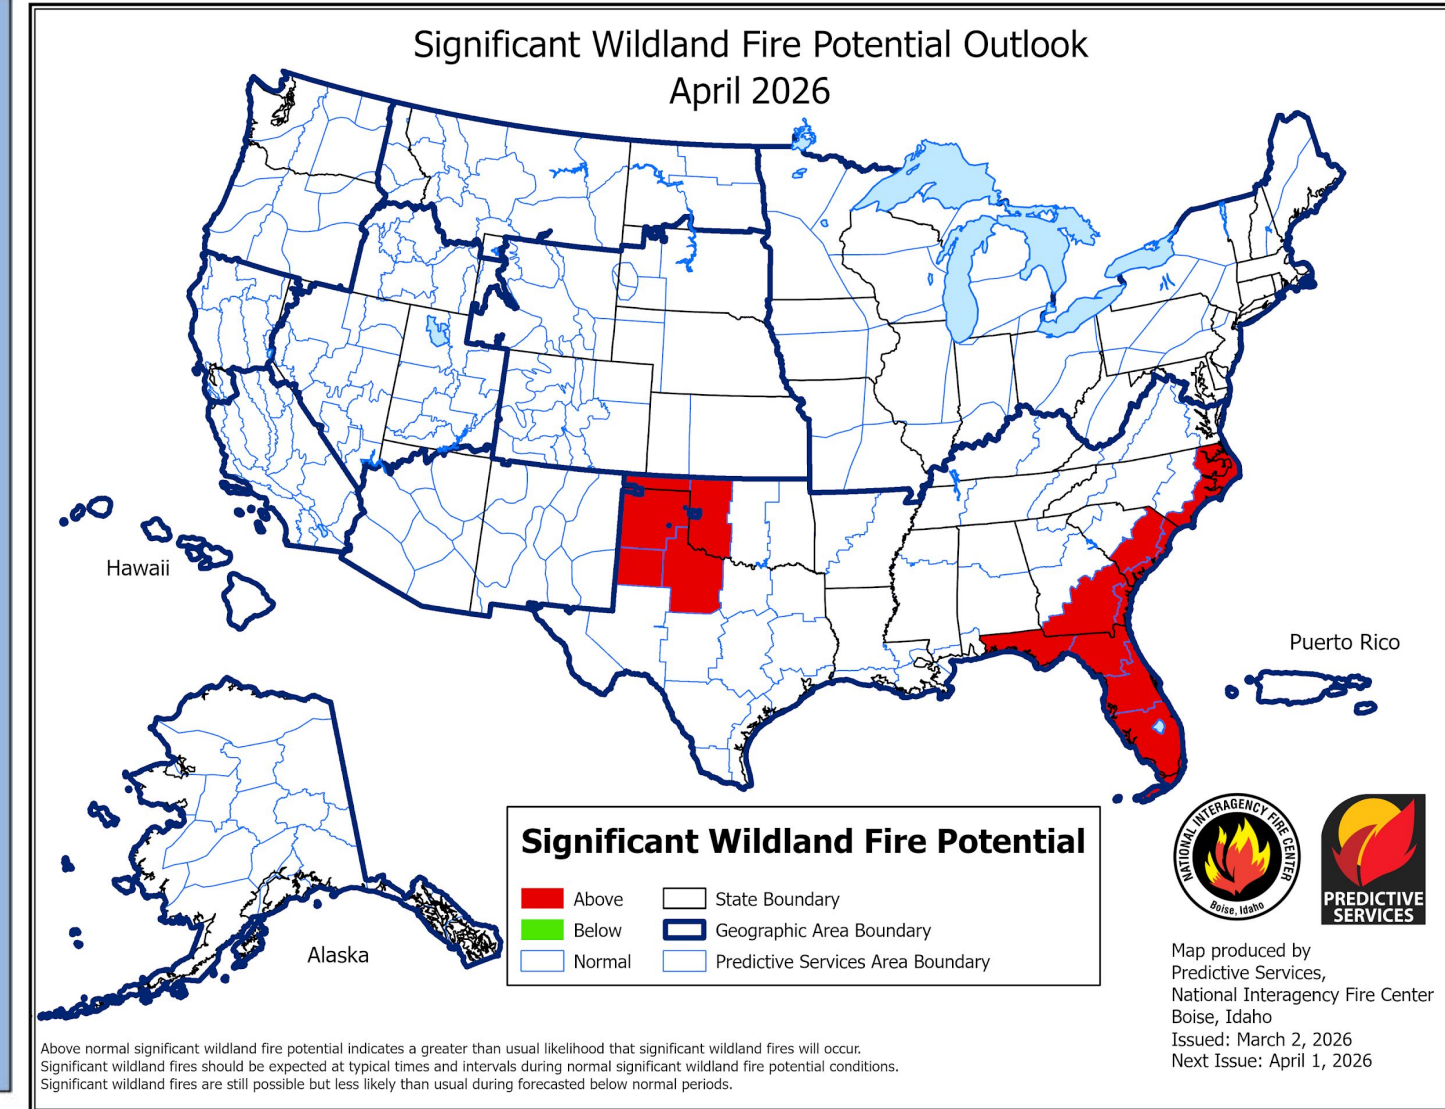 Significant Wildland Fire Potential Outlook
April 2026
Hawaii
Puerto Rico
Alaska
Significant Wildland Fire Potential
Above
State Boundary
Below
Geographic Area Boundary
Normal
Predictive Services Area Boundary
NATIONAL INTERAGENCY FIRE CENTER
Boise, Idaho
PREDICTIVE
SERVICES
Map produced by
Predictive Services,
National Interagency Fire Center
Boise, Idaho
Issued: March 2, 2026
Next Issue: April 1, 2026
Above normal significant wildland fire potential indicates a greater than usual likelihood that significant wildland fires will occur.
Significant wildland fires should be expected at typical times and intervals during normal significant wildland fire potential conditions.
Significant wildland fires are still possible but less likely than usual during forecasted below normal periods.